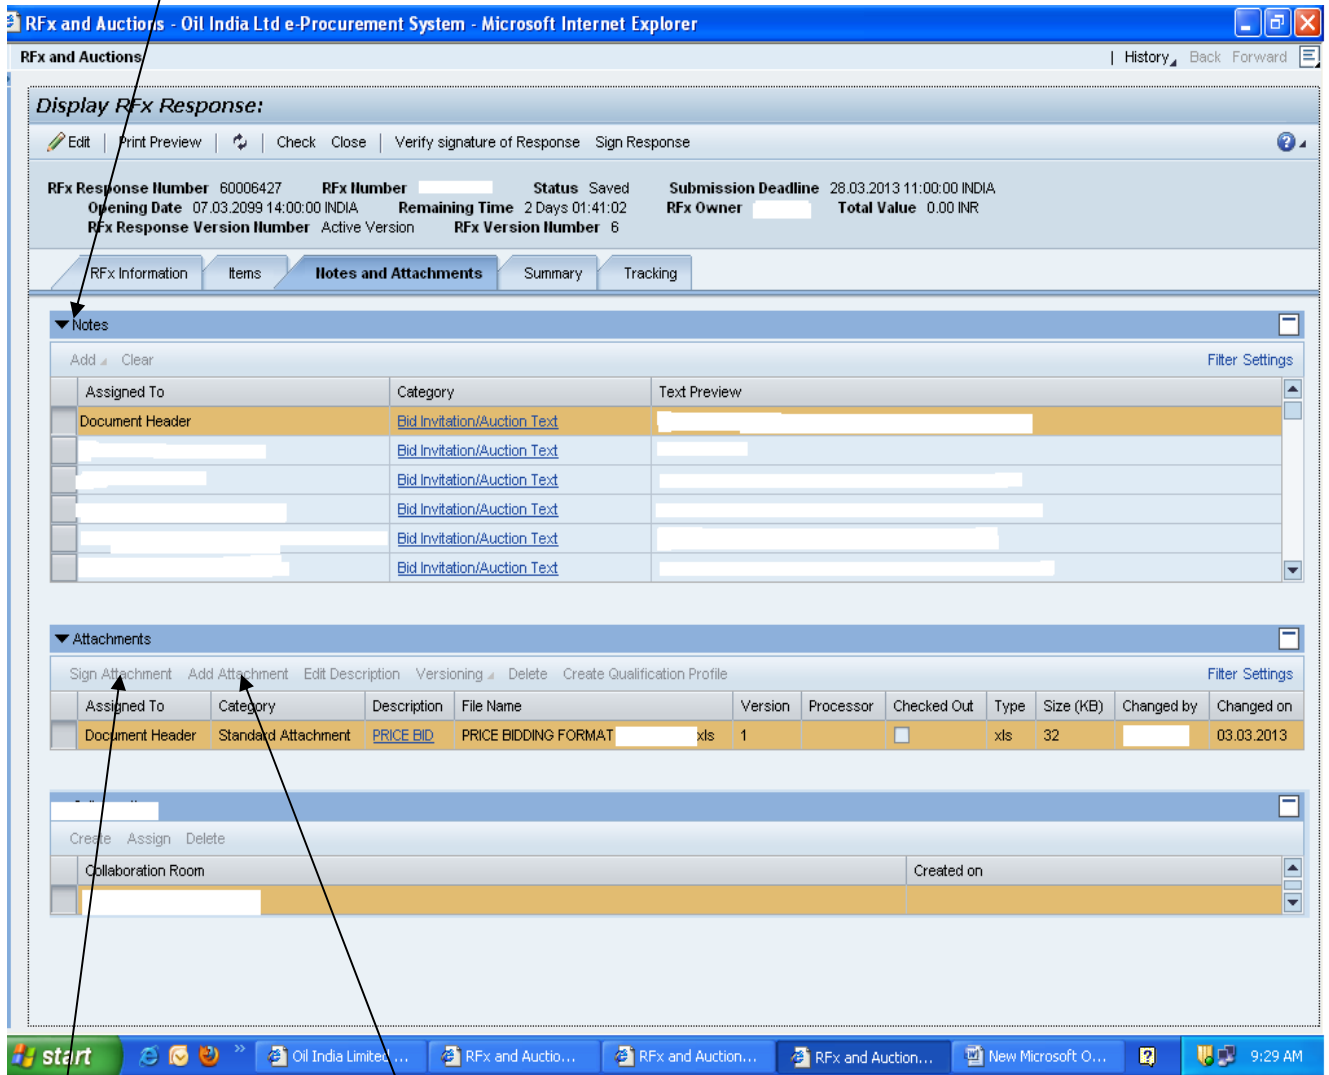 RFx and Auctions - Oil India Ltd e-Procurement System - Microsoft Internet Explorer
RFx and Auctions | History Back Forward
Display RFx Response:
Edit | Print Preview | | Check Close | Verify signature of Response Sign Response
RFx Response Number 60006427 RFx Number Status Saved Submission Deadline 28.03.2013 11:00:00 INDIA
Opening Date 07.03.2099 14:00:00 INDIA Remaining Time 2 Days 01:41:02 RFx Owner Total Value 0.00 INR
RFx Response Version Number Active Version RFx Version Number 6
RFx Information Items Notes and Attachments Summary Tracking
Notes
Add Clear Filter Settings
Assigned To Category Text Preview
Document Header Bid Invitation/Auction Text
Bid Invitation/Auction Text
Bid Invitation/Auction Text
Bid Invitation/Auction Text
Bid Invitation/Auction Text
Bid Invitation/Auction Text
Attachments
Sign Attachment Add Attachment Edit Description Versioning Delete Create Qualification Profile Filter Settings
Assigned To Category Description File Name Version Processor Checked Out Type Size (KB) Changed by Changed on
Document Header Standard Attachment PRICE BID PRICE BIDDING FORMAT xls 1 xls 32 03.03.2013
Create Assign Delete
Collaboration Room Created on
start » Oil India Limited ... RFx and Auctio... RFx and Auction... RFx and Auction... New Microsoft O... 9:29 AM